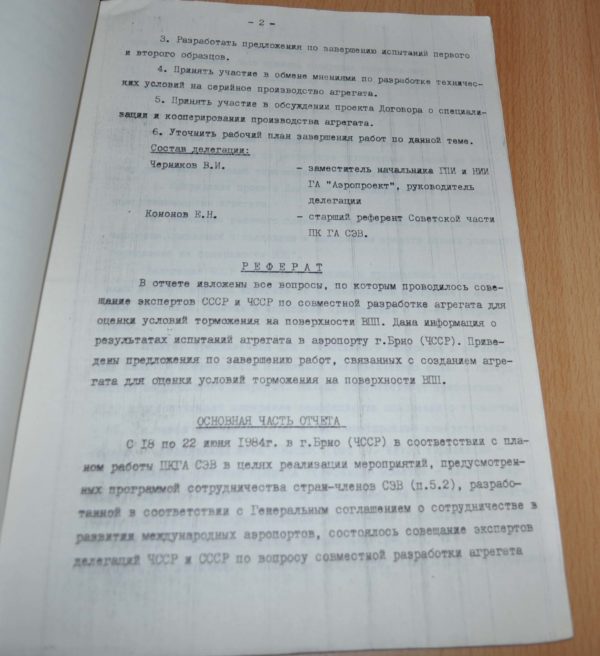 - 2 -
3. Разработать предложения по завершению испытаний первого
и второго образцов.
4. Принять участие в обмене мнениями по разработке техничес-
ких условий на серийное производство агрегата.
5. Принять участие в обсуждении проекта Договора о специали-
зации и кооперировании производства агрегата.
6. Уточнить рабочий план завершения работ по данной теме.
Состав делегации:
Черников В.И. - заместитель начальника ГПИ и НИИ
ГА "Аэропроект", руководитель
делегации
Кононов Е.Н. - старший референт Советской части
ПК ГА СЭВ.
РЕФЕРАТ
В отчете изложены все вопросы, по которым проводилось сове-
щание экспертов СССР и ЧССР по совместной разработке агрегата для
оценки условий торможения на поверхности ВПП. Дана информация о
результатах испытаний агрегата в аэропорту г.Брно (ЧССР). Приве-
дены предложения по завершению работ, связанных с созданием агре-
гата для оценки условий торможения на поверхности ВПП.
ОСНОВНАЯ ЧАСТЬ ОТЧЕТА
С 18 по 22 июня 1984г. в г.Брно (ЧССР) в соответствии с пла-
ном работы ПКГА СЭВ в целях реализации мероприятий, предусмотрен-
ных программой сотрудничества стран-членов СЭВ (п.5.2), разрабо-
танной в соответствии с Генеральным соглашением о сотрудничестве в
развитии международных аэропортов, состоялось совещание экспертов
делегаций ЧССР и СССР по вопросу совместной разработки агрегата